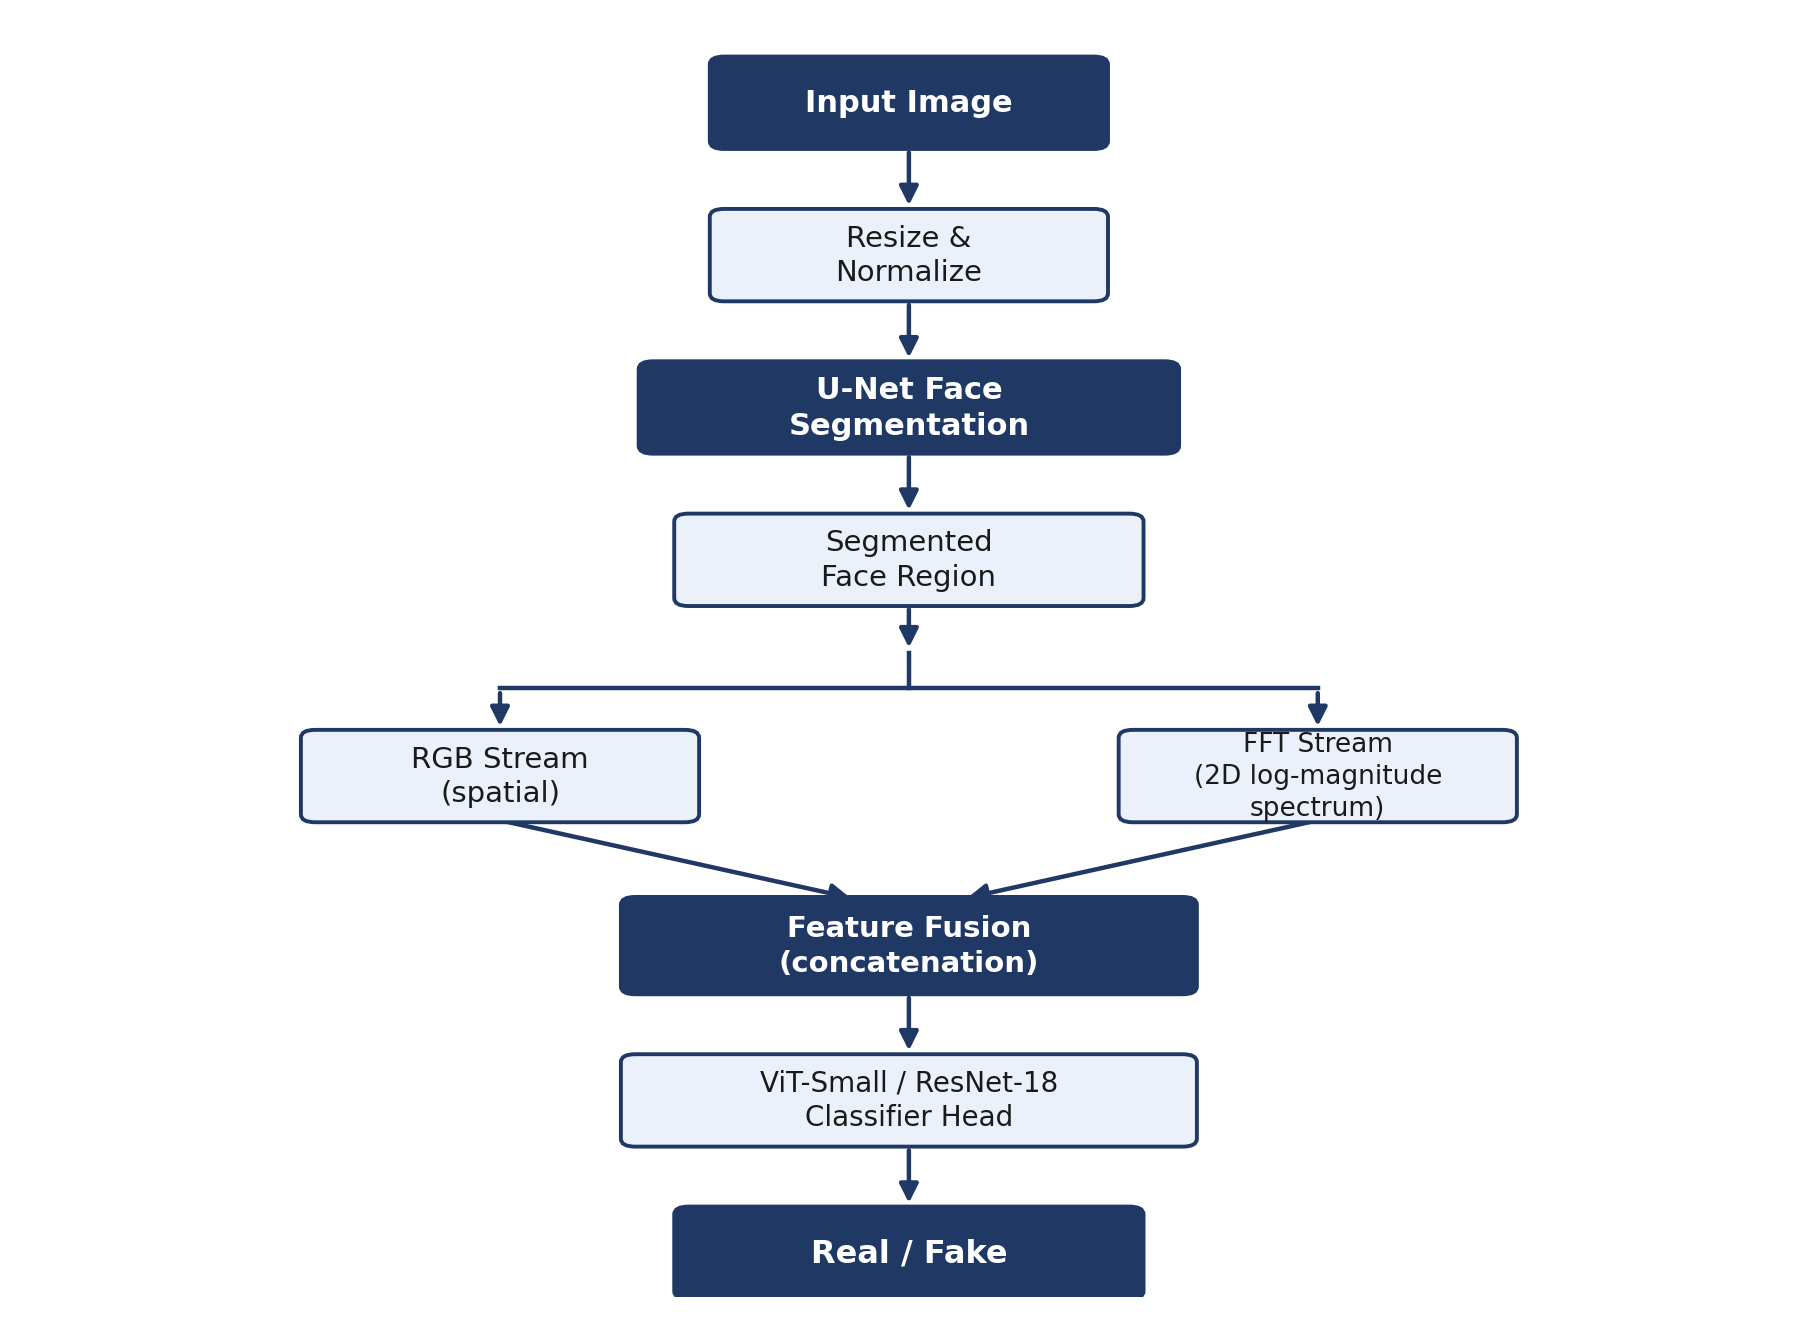 Input Image
Resize &
Normalize
U-Net Face
Segmentation
Segmented
Face Region
RGB Stream
(spatial)
FFT Stream
(2D log-magnitude
spectrum)
Feature Fusion
(concatenation)
ViT-Small / ResNet-18
Classifier Head
Real / Fake